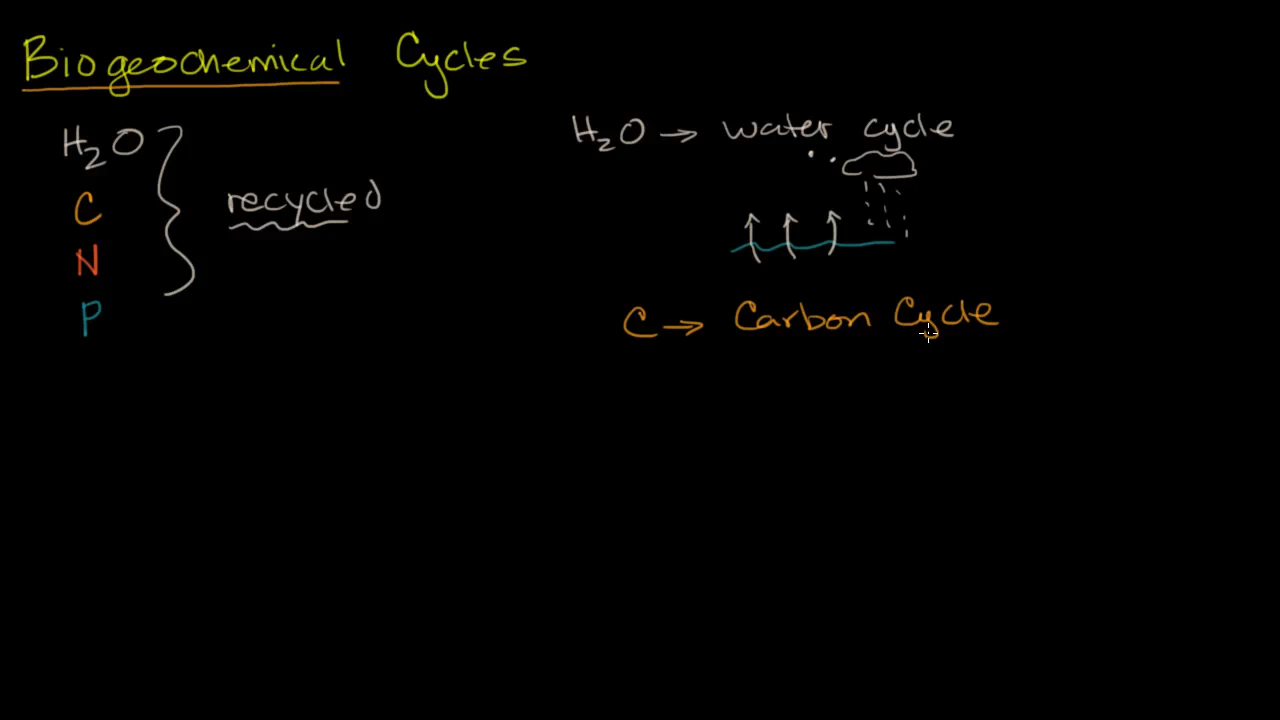 Biogeochemical Cycles
H₂O
C
N
P
recycled
H₂O → water cycle
C → Carbon Cycle